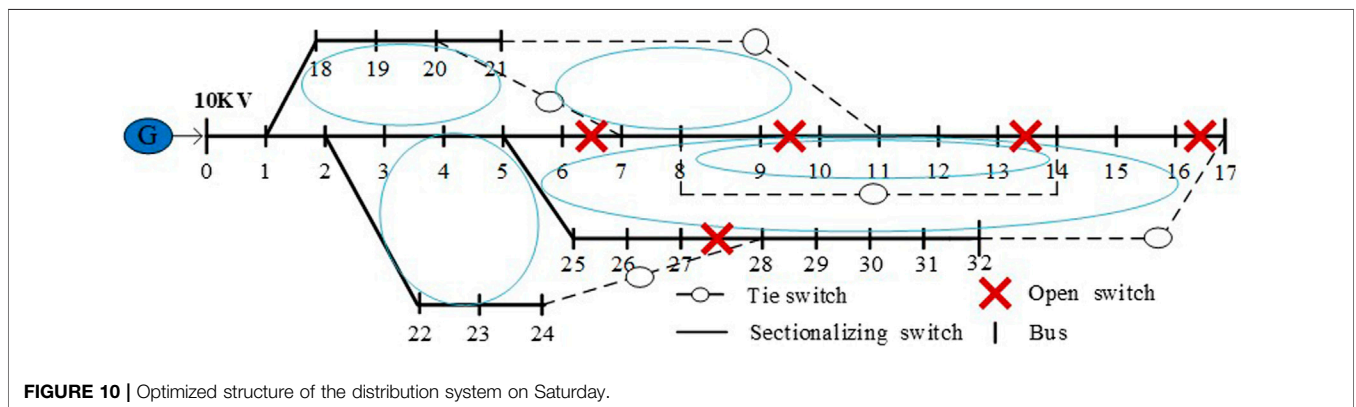 18 19 20 21
10KV
G
0 1 2 3 4 5 6 7 8 9 10 11 12 13 14 15 16 17
25 26 27 28 29 30 31 32
22 23 24
Tie switch
Open switch
Sectionalizing switch
Bus
FIGURE 10 | Optimized structure of the distribution system on Saturday.